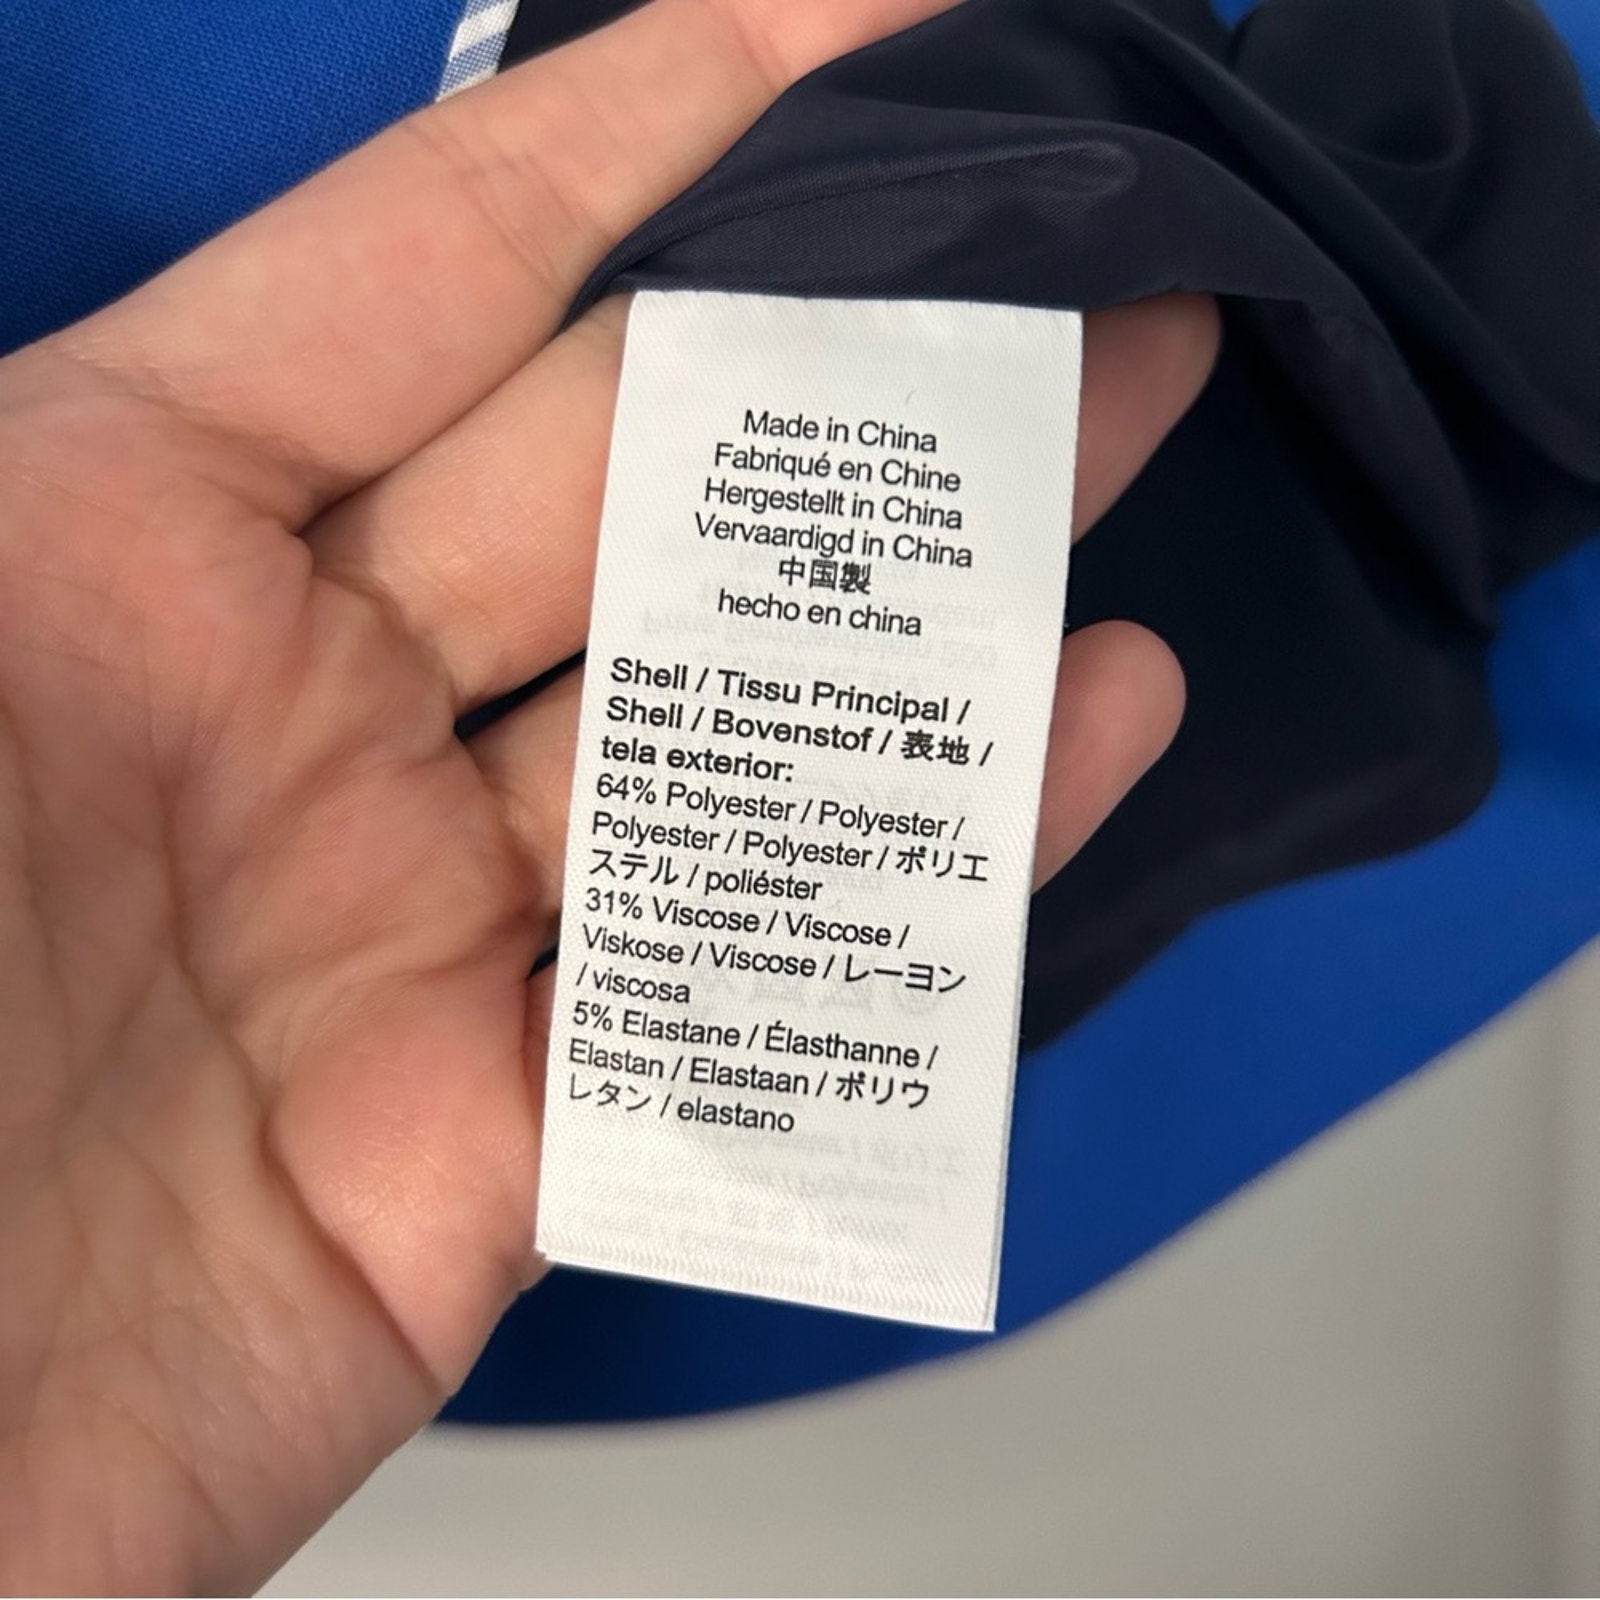 Made in China
Fabriqué en Chine
Hergestellt in China
Vervaardigd in China
中国製
hecho en china
Shell / Tissu Principal /
Shell / Bovenstof / 表地 /
tela exterior:
64% Polyester / Polyester /
Polyester / Polyester / ポリエ
ステル / poliéster
31% Viscose / Viscose /
Viskose / Viscose / レーヨン
/ viscosa
5% Elastane / Élasthanne /
Elastan / Elastaan / ポリウ
レタン / elastano